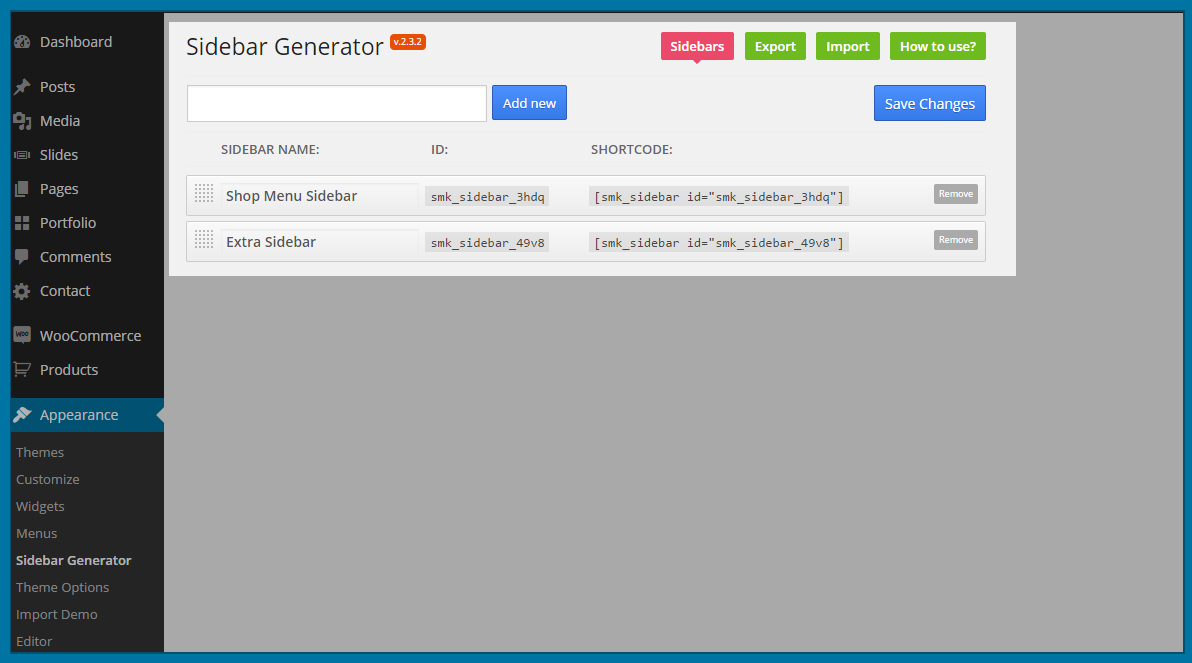 Dashboard
Posts
Media
Slides
Pages
Portfolio
Comments
Contact
WOO
WooCommerce
Products
Appearance
Themes
Customize
Widgets
Menus
Sidebar Generator
Theme Options
Import Demo
Editor
Sidebar Generator v.2.3.2
Sidebars Export Import How to use?
Add new Save Changes
SIDEBAR NAME: ID: SHORTCODE:
Shop Menu Sidebar smk_sidebar_3hdq [smk_sidebar id="smk_sidebar_3hdq"] Remove
Extra Sidebar smk_sidebar_49v8 [smk_sidebar id="smk_sidebar_49v8"] Remove